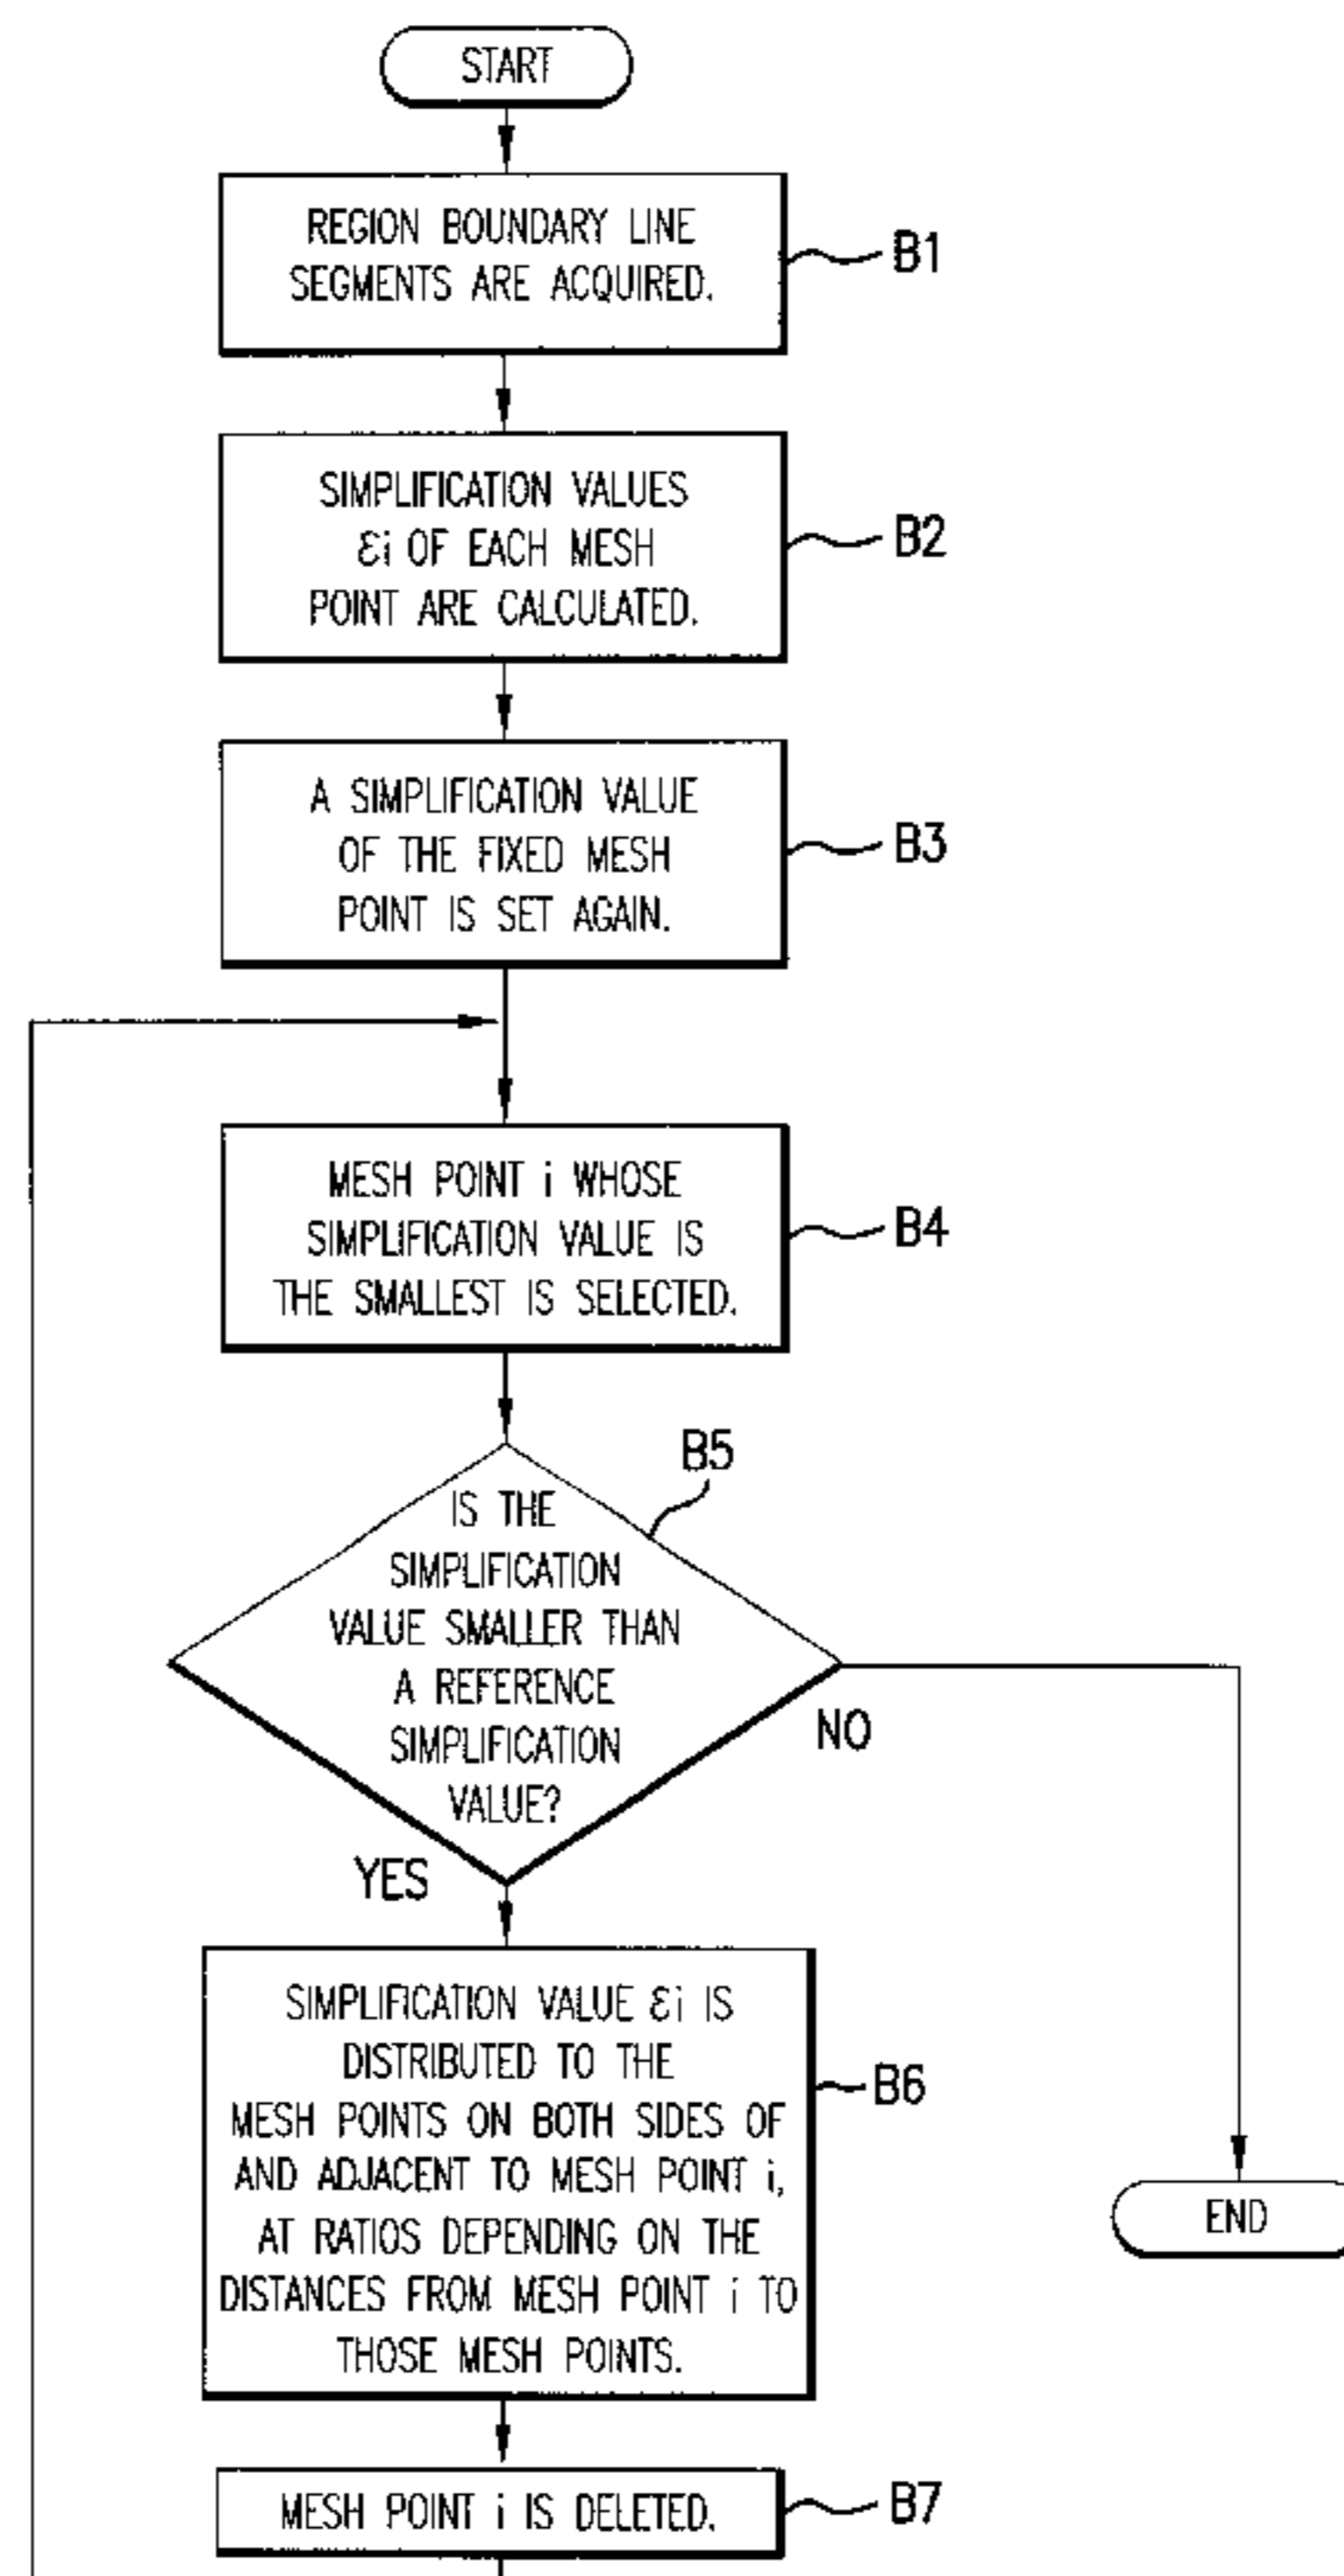 START
REGION BOUNDARY LINE
SEGMENTS ARE ACQUIRED.
B1
SIMPLIFICATION VALUES
εi OF EACH MESH
POINT ARE CALCULATED.
B2
A SIMPLIFICATION VALUE
OF THE FIXED MESH
POINT IS SET AGAIN.
B3
MESH POINT i WHOSE
SIMPLIFICATION VALUE IS
THE SMALLEST IS SELECTED.
B4
B5
IS THE
SIMPLIFICATION
VALUE SMALLER THAN
A REFERENCE
SIMPLIFICATION
VALUE?
NO
YES
SIMPLIFICATION VALUE εi IS
DISTRIBUTED TO THE
MESH POINTS ON BOTH SIDES OF
AND ADJACENT TO MESH POINT i,
AT RATIOS DEPENDING ON THE
DISTANCES FROM MESH POINT i TO
THOSE MESH POINTS.
B6
END
MESH POINT i IS DELETED.
B7